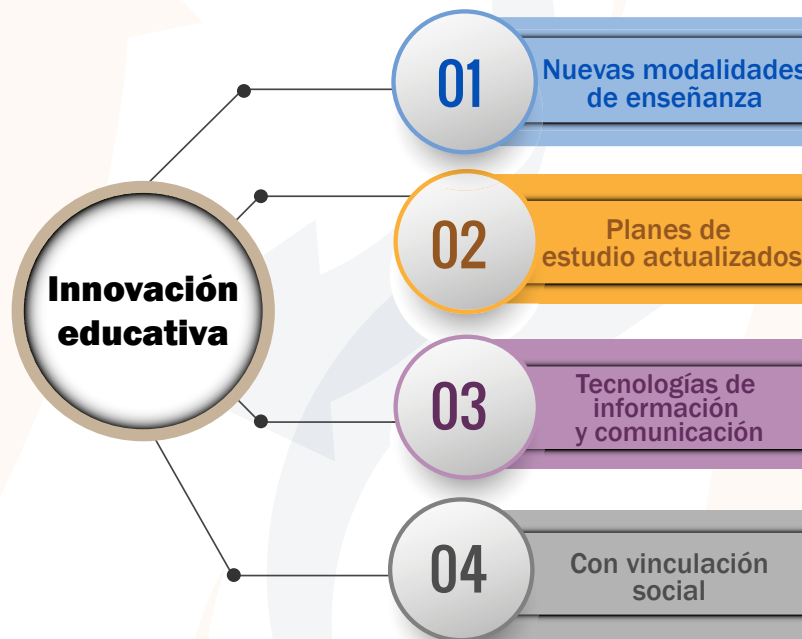 Innovación
educativa
01
Nuevas modalidades
de enseñanza
02
Planes de
estudio actualizados
03
Tecnologías de
información
y comunicación
04
Con vinculación
social